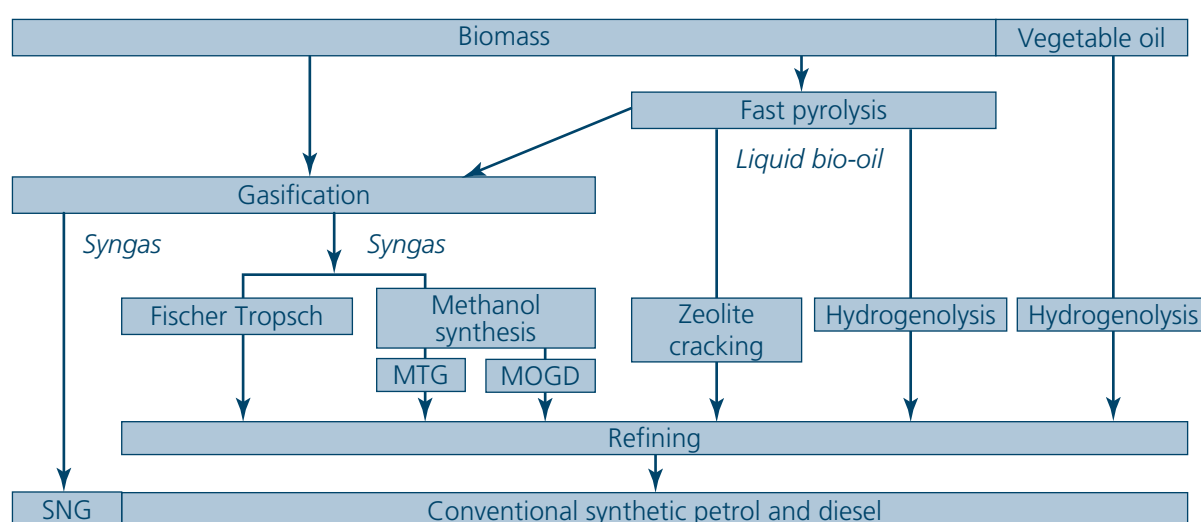 Biomass
Vegetable oil
Fast pyrolysis
Liquid bio-oil
Gasification
Syngas
Syngas
Fischer Tropsch
Methanol
synthesis
Zeolite
cracking
Hydrogenolysis
Hydrogenolysis
MTG
MOGD
Refining
SNG
Conventional synthetic petrol and diesel